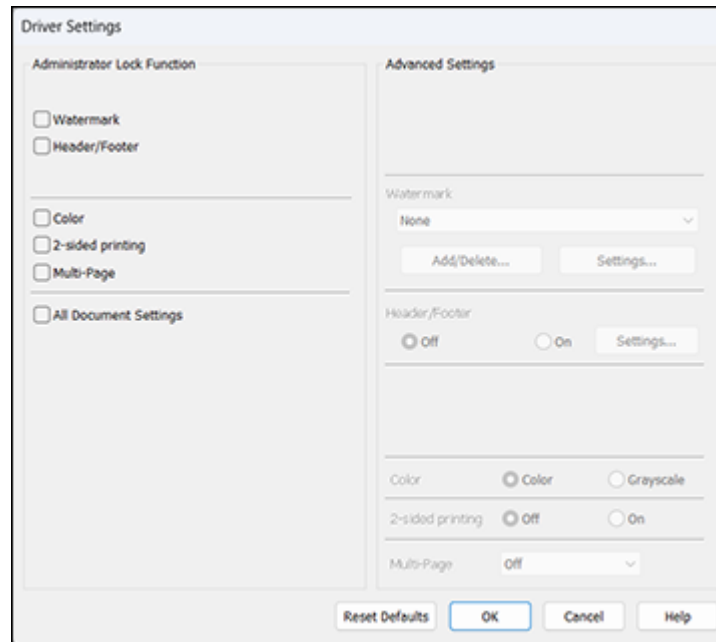 Driver Settings
Administrator Lock Function
Watermark
Header/Footer
Color
2-sided printing
Multi-Page
All Document Settings
Advanced Settings
Watermark
None
Add/Delete... Settings...
Header/Footer
Off On Settings...
Color Color Grayscale
2-sided printing Off On
Multi-Page Off
Reset Defaults OK Cancel Help